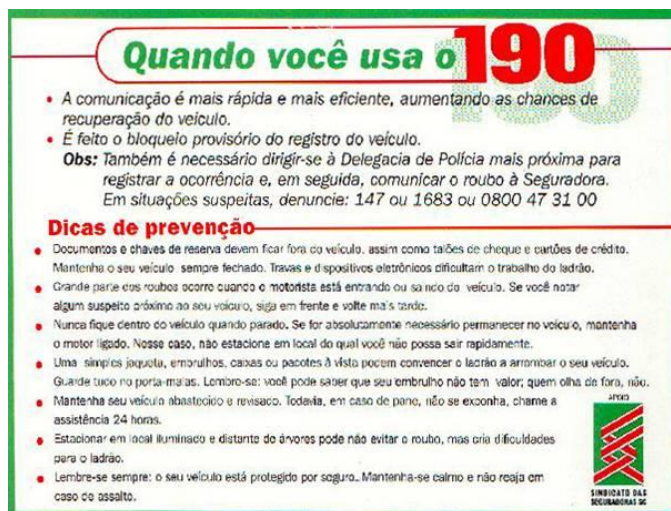 Quando você usa o 190
• A comunicação é mais rápida e mais eficiente, aumentando as chances de
recuperação do veículo.
• É feito o bloqueio provisório do registro do veículo.
Obs: Também é necessário dirigir-se à Delegacia de Polícia mais próxima para
registrar a ocorrência e, em seguida, comunicar o roubo à Seguradora.
Em situações suspeitas, denuncie: 147 ou 1683 ou 0800 47 31 00
Dicas de prevenção
• Documentos e chaves de reserva devem ficar fora do veículo, assim como talões de cheque e cartões de crédito.
Mantenha o seu veículo sempre fechado. Travas e dispositivos eletrônicos dificultam o trabalho do ladrão.
• Grande parte dos roubos ocorre quando o motorista está entrando ou saindo do veículo. Se você notar
algum suspeito próximo ao seu veículo, siga em frente e volte mais tarde.
• Nunca fique dentro do veículo quando parado. Se for absolutamente necessário permanecer no veículo, mantenha
o motor ligado. Nesse caso, não estacione em local do qual você não possa sair rapidamente.
• Uma simples jaqueta, embrulhos, caixas ou pacotes à vista podem convencer o ladrão a arrombar o seu veículo.
Guarde tudo no porta-malas. Lembre-se: você pode saber que seu embrulho não tem valor; quem olha de fora, não.
• Mantenha seu veículo abastecido e revisado. Todavia, em caso de pane, não se exponha, chame a
assistência 24 horas.
• Estacionar em local iluminado e distante de árvores pode não evitar o roubo, mas cria dificuldades
para o ladrão.
• Lembre-se sempre: o seu veículo está protegido por seguro. Mantenha-se calmo e não reaja em
caso de assalto.
APOIO
SINDICATO DAS
SEGURADORAS SC